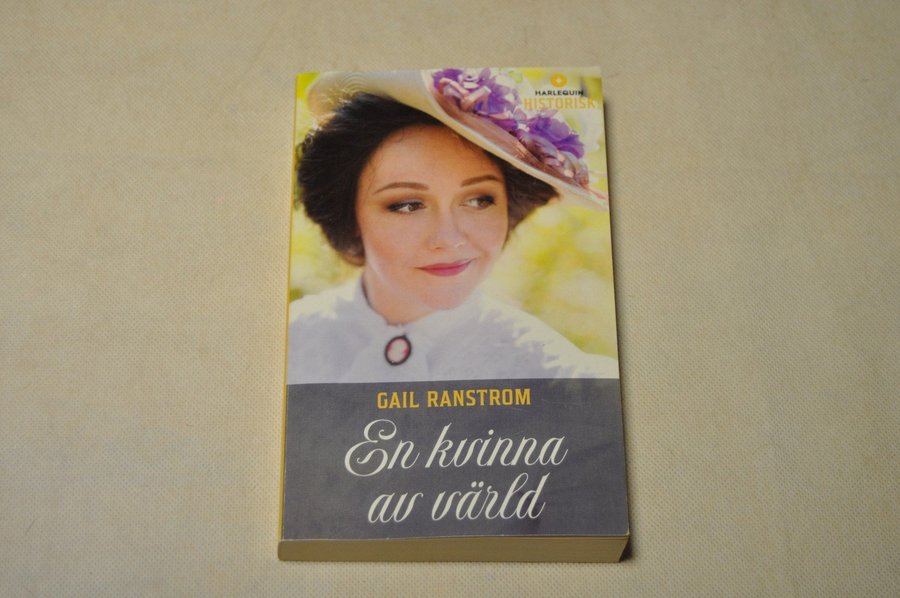 HARLEQUIN
HISTORISK
GAIL RANSTROM
En kvinna
av värld